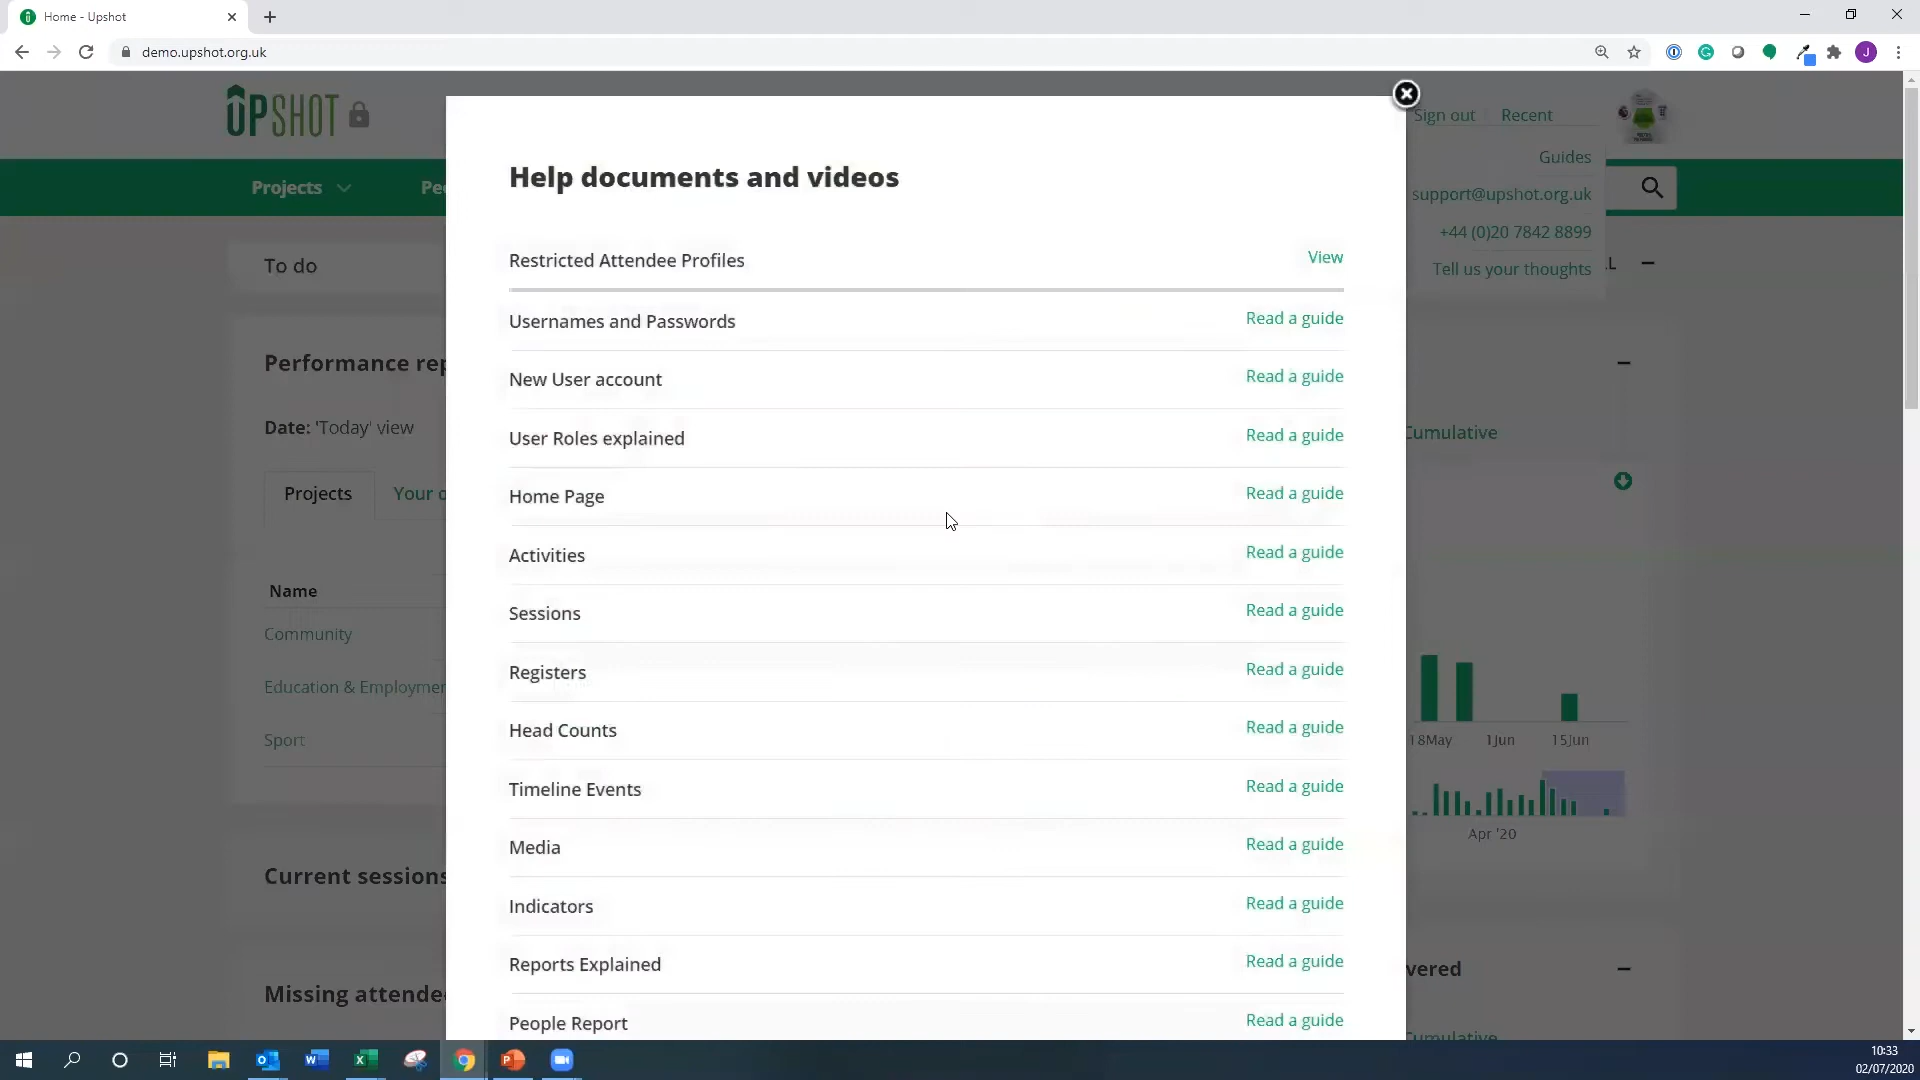 Home - Upshot
demo.upshot.org.uk
J
UPSHOT
Sign out Recent
Guides
support@upshot.org.uk
+44 (0)20 7842 8899
Tell us your thoughts
Projects
To do
Performance rep
Date: 'Today' view
Projects Your
Name
Community
Education & Employmen
Sport
Current sessions
Missing attende
Help documents and videos
Restricted Attendee Profiles View
Usernames and Passwords Read a guide
New User account Read a guide
User Roles explained Read a guide
Home Page Read a guide
Activities Read a guide
Sessions Read a guide
Registers Read a guide
Head Counts Read a guide
Timeline Events Read a guide
Media Read a guide
Indicators Read a guide
Reports Explained Read a guide
People Report Read a guide
Cumulative
18May 1Jun 15Jun
Apr '20
vered
Cumulative
10:33
02/07/2020